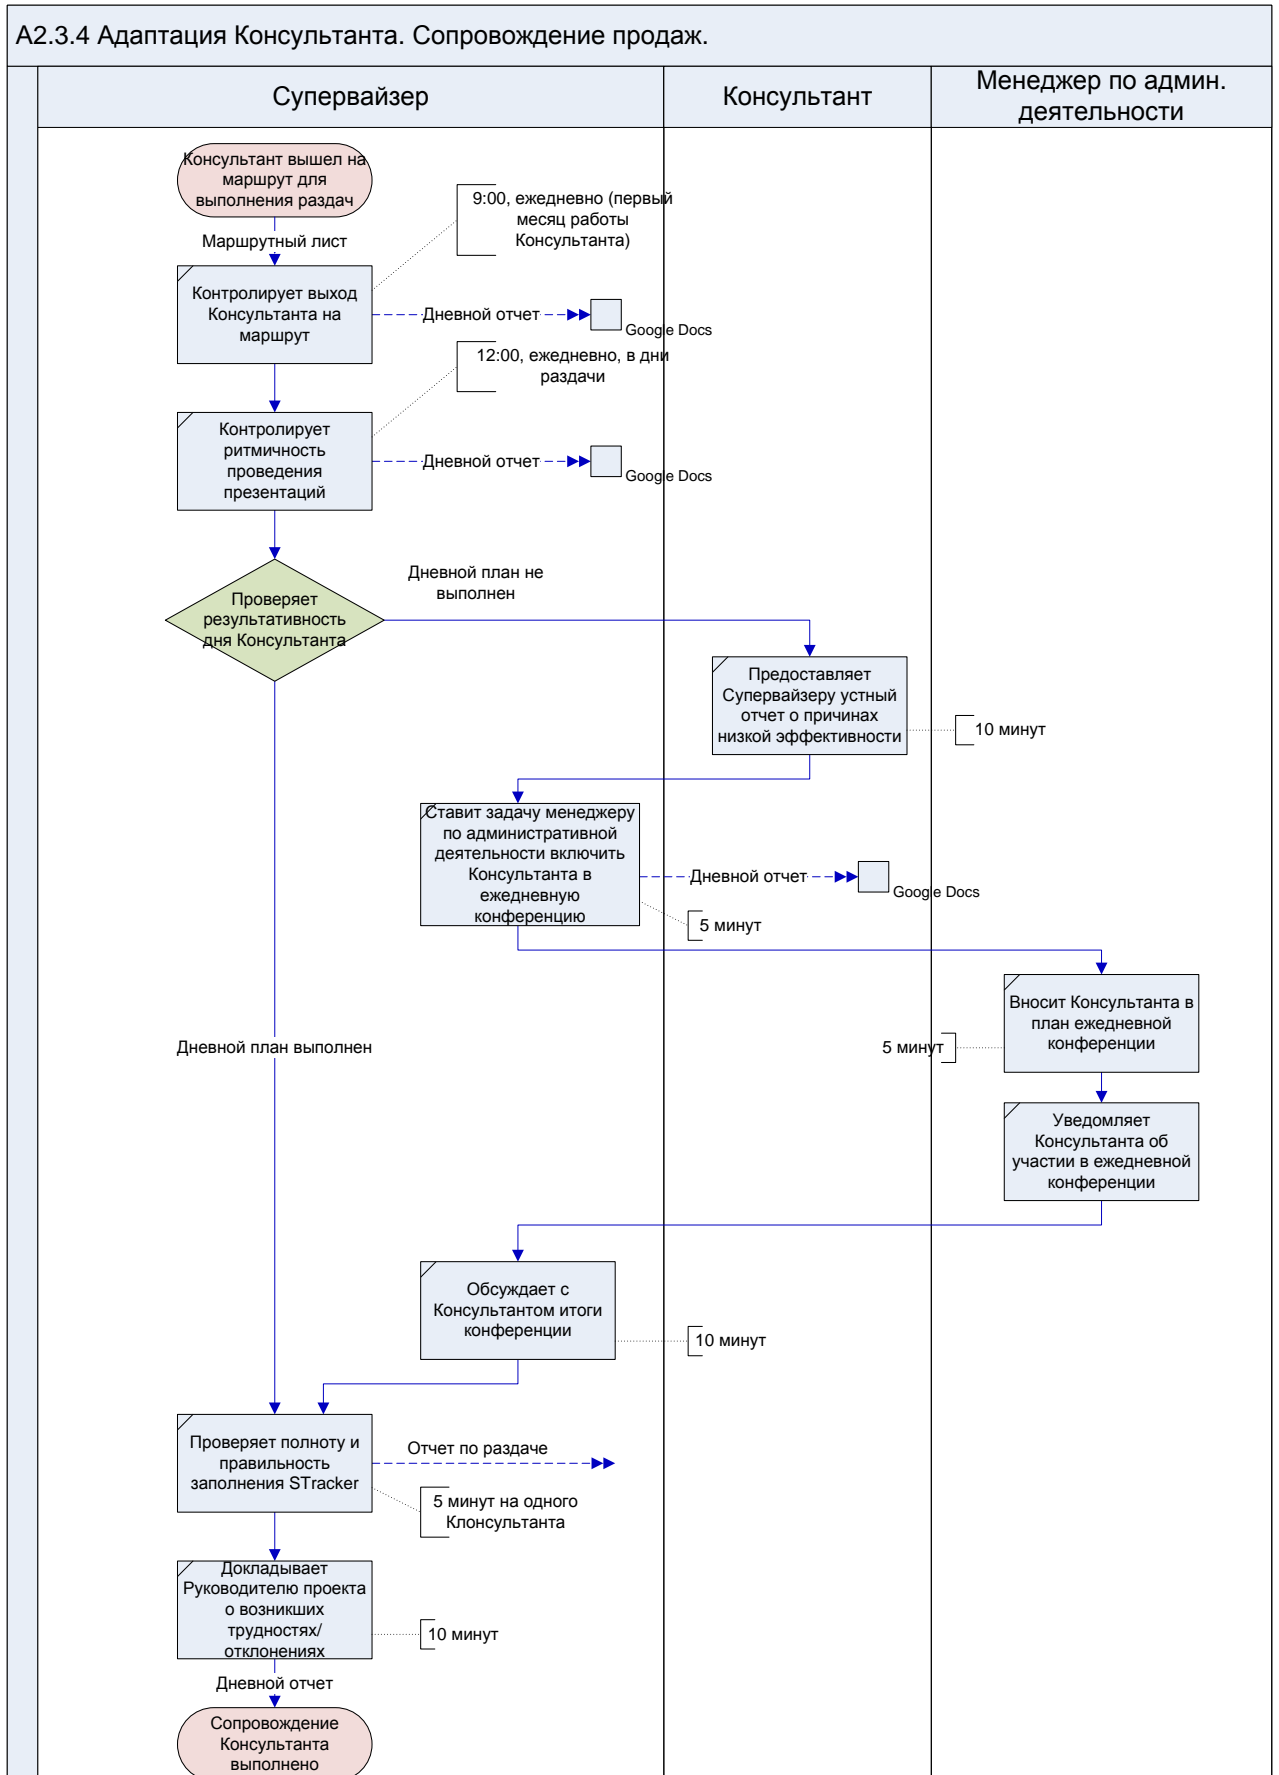 А2.3.4 Адаптация Консультанта. Сопровождение продаж.
Супервайзер
Консультант
Менеджер по админ.
деятельности
Консультант вышел на
маршрут для
выполнения раздач
9:00, ежедневно (первый
месяц работы
Консультанта)
Маршрутный лист
Контролирует выход
Консультанта на
маршрут
Дневной отчет
Google Docs
12:00, ежедневно, в дни
раздачи
Контролирует
ритмичность
проведения
презентаций
Дневной отчет
Google Docs
Дневной план не
выполнен
Проверяет
результативность
дня Консультанта
Предоставляет
Супервайзеру устный
отчет о причинах
низкой эффективности
10 минут
Ставит задачу менеджеру
по административной
деятельности включить
Консультанта в
ежедневную
конференцию
Дневной отчет
Google Docs
5 минут
Вносит Консультанта в
план ежедневной
конференции
5 минут
Дневной план выполнен
Уведомляет
Консультанта об
участии в ежедневной
конференции
Обсуждает с
Консультантом итоги
конференции
10 минут
Проверяет полноту и
правильность
заполнения STracker
Отчет по раздаче
5 минут на одного
Клонсультанта
Докладывает
Руководителю проекта
о возникших
трудностях/
отклонениях
10 минут
Дневной отчет
Сопровождение
Консультанта
выполнено